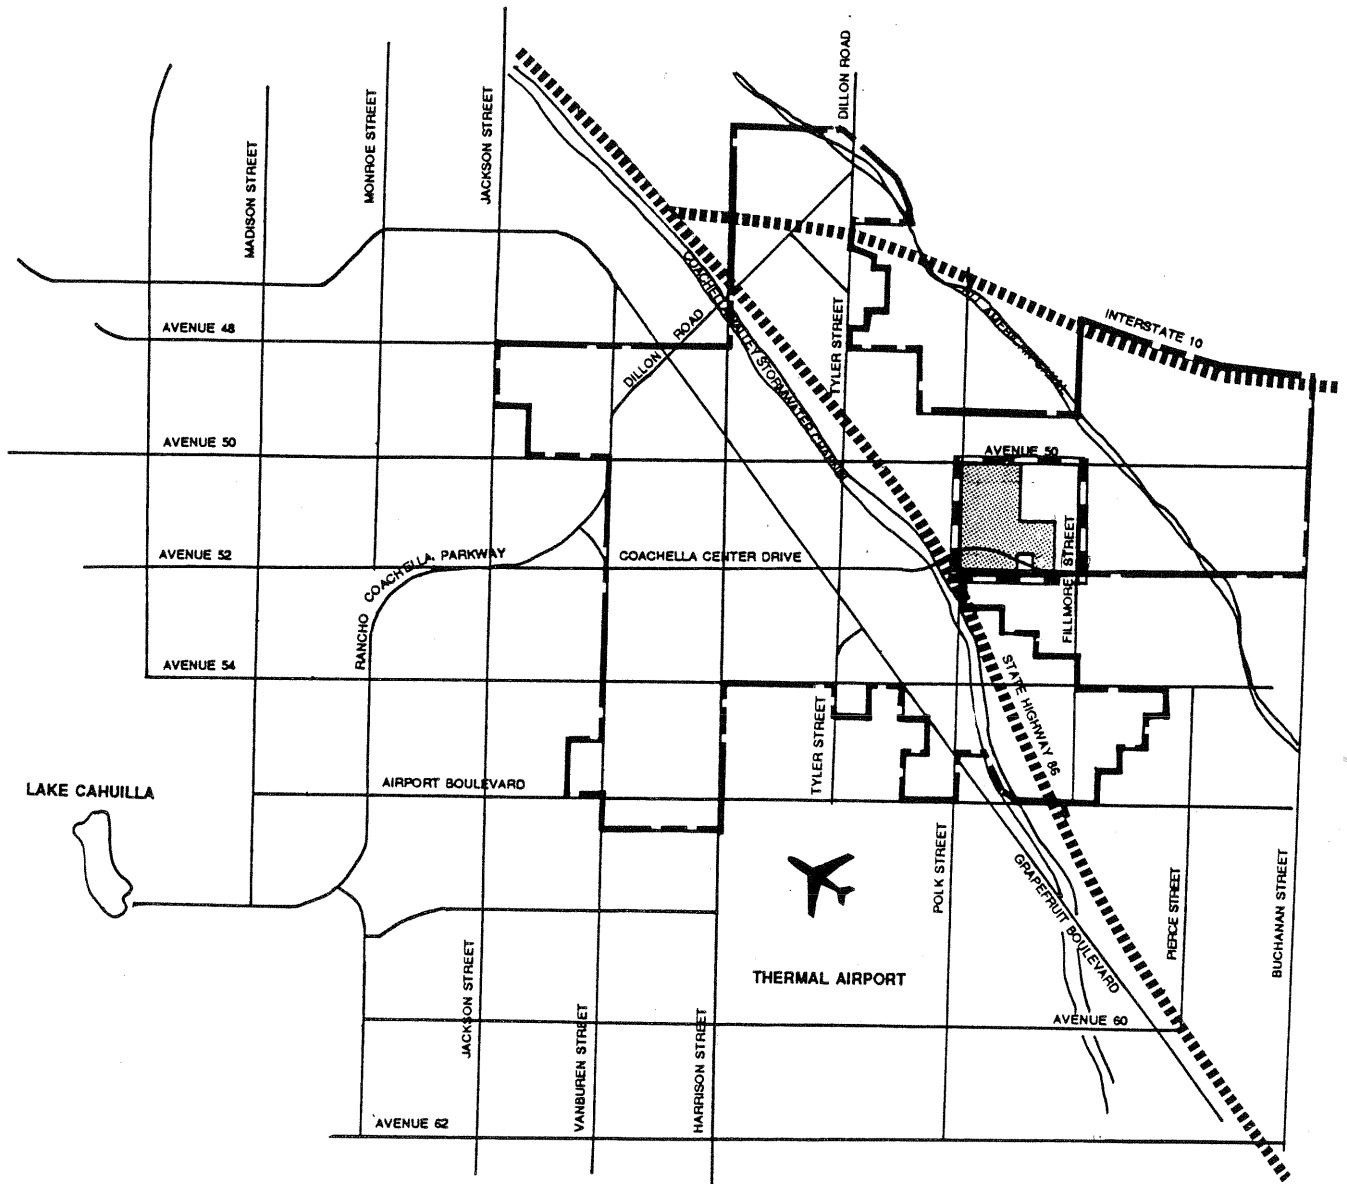 DILLON ROAD
MONROE STREET
JACKSON STREET
MADISON STREET
INTERSTATE 10
COACHELLA VALLEY STORMWATER CHANNEL
ALL AMERICAN CANAL
AVENUE 48
DILLON ROAD
TYLER STREET
AVENUE 50
AVENUE 50
AVENUE 52
COACHELLA CENTER DRIVE
RANCHO COACHELLA PARKWAY
FILLMORE STREET
AVENUE 54
STATE HIGHWAY 86
TYLER STREET
AIRPORT BOULEVARD
LAKE CAHUILLA
POLK STREET
GRAPEFRUIT BOULEVARD
PIERCE STREET
BUCHANAN STREET
THERMAL AIRPORT
JACKSON STREET
VANBUREN STREET
HARRISON STREET
AVENUE 60
AVENUE 62